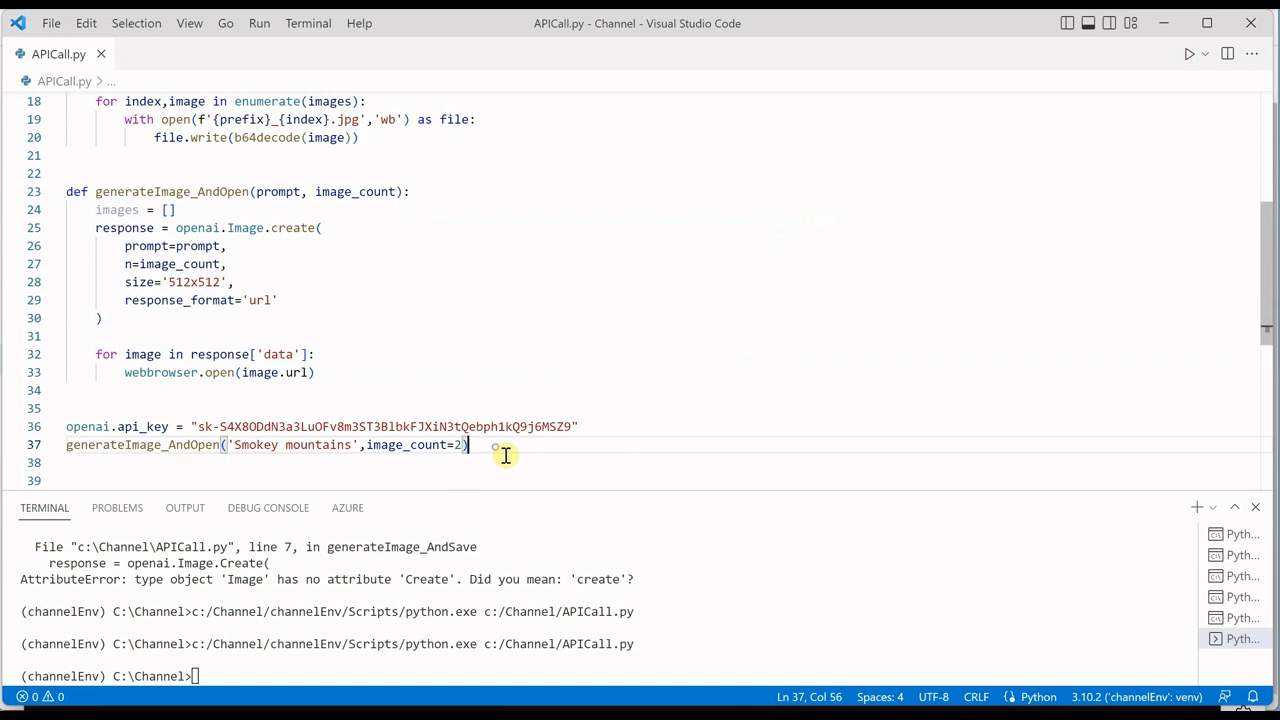 File Edit Selection View Go Run Terminal Help APICall.py - Channel - Visual Studio Code
APICall.py
APICall.py > ...
18 for index,image in enumerate(images):
19 with open(f'{prefix}_{index}.jpg','wb') as file:
20 file.write(b64decode(image))
21
22
23 def generateImage_AndOpen(prompt, image_count):
24 images = []
25 response = openai.Image.create(
26 prompt=prompt,
27 n=image_count,
28 size='512x512',
29 response_format='url'
30 )
31
32 for image in response['data']:
33 webbrowser.open(image.url)
34
35
36 openai.api_key = "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"
37 generateImage_AndOpen('Smokey mountains',image_count=2)
38
39
TERMINAL PROBLEMS OUTPUT DEBUG CONSOLE AZURE
File "c:\Channel\APICall.py", line 7, in generateImage_AndSave
response = openai.Image.Create(
AttributeError: type object 'Image' has no attribute 'Create'. Did you mean: 'create'?
(channelEnv) C:\Channel>c:/Channel/channelEnv/Scripts/python.exe c:/Channel/APICall.py
(channelEnv) C:\Channel>c:/Channel/channelEnv/Scripts/python.exe c:/Channel/APICall.py
(channelEnv) C:\Channel>
Pyth...
Pyth...
Pyth...
Pyth...
Pyth...
Pyth...
0 0 Ln 37, Col 56 Spaces: 4 UTF-8 CRLF Python 3.10.2 ('channelEnv': venv)